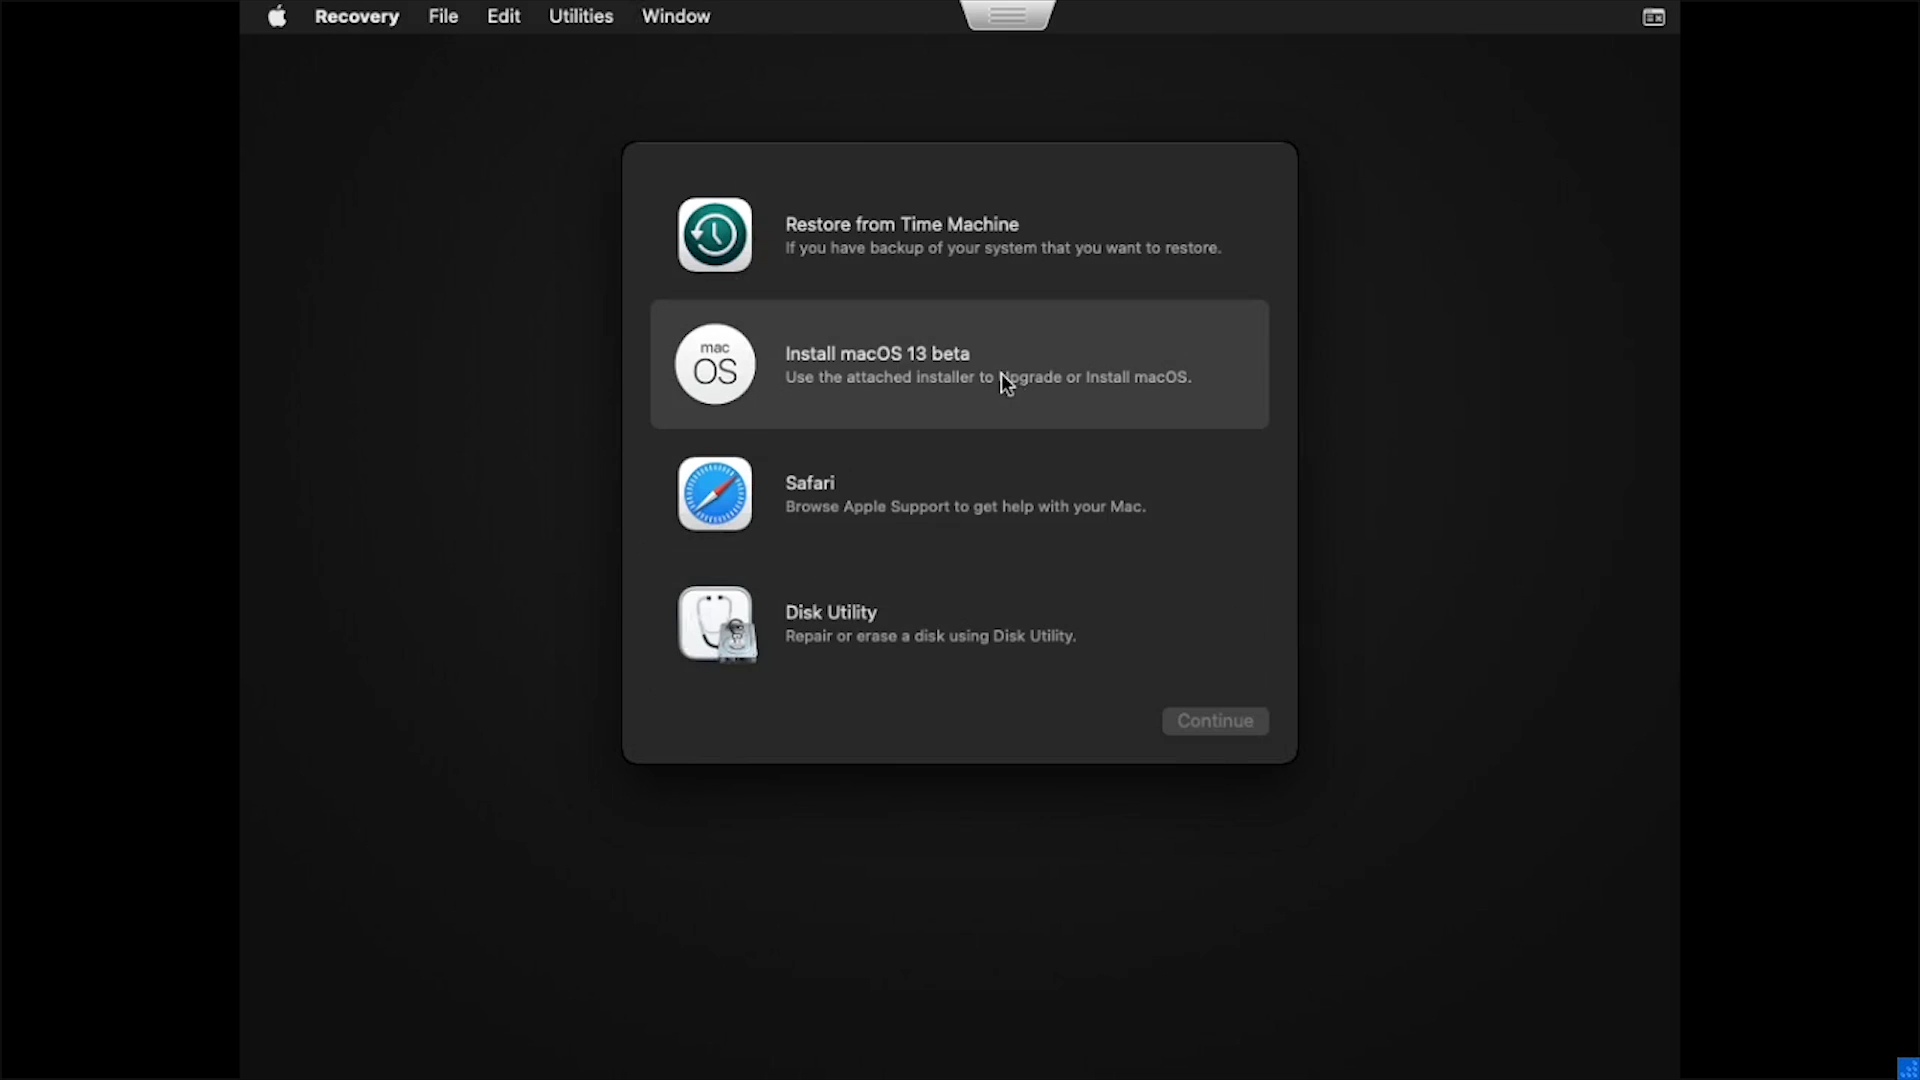 Recovery File Edit Utilities Window
Restore from Time Machine
If you have backup of your system that you want to restore.
mac
OS
Install macOS 13 beta
Use the attached installer to Upgrade or Install macOS.
Safari
Browse Apple Support to get help with your Mac.
Disk Utility
Repair or erase a disk using Disk Utility.
Continue